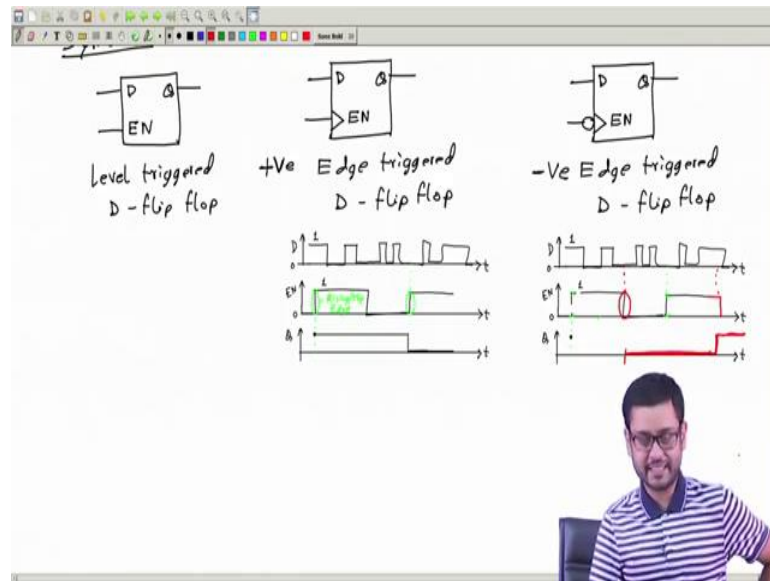 D Q
EN
Level triggered
D - flip flop
D Q
EN
+Ve Edge triggered
D - flip flop
D 1
0
t
EN 1
0
Edge
t
Q
t
D Q
EN
-Ve Edge triggered
D - flip flop
D 1
0
t
EN 1
0
t
Q
t